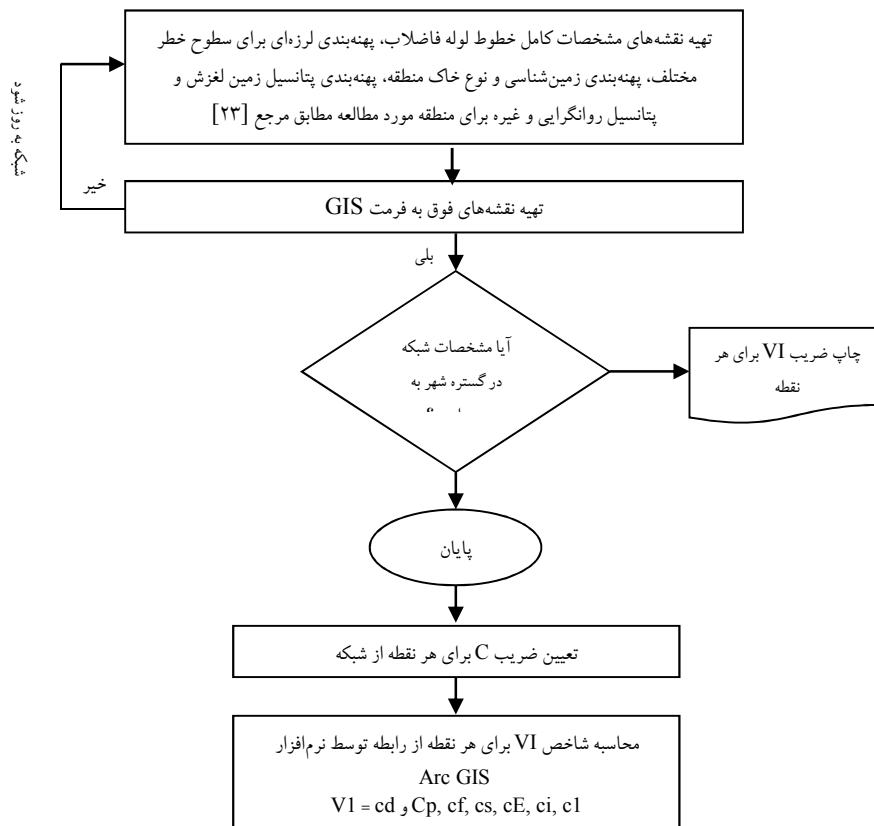 تهیه نقشه‌های مشخصات کامل خطوط لوله فاضلاب، پهنه‌بندی لرزه‌ای برای سطوح خطر
مختلف، پهنه‌بندی زمین‌شناسی و نوع خاک منطقه، پهنه‌بندی پتانسیل زمین لغزش و
پتانسیل روانگرایی و غیره برای منطقه مورد مطالعه مطابق مرجع [۲۳]
شبکه به روز شود
خیر
تهیه نقشه‌های فوق به فرمت GIS
بلی
آیا مشخصات شبکه
در گستره شهر به
چاپ ضریب VI برای هر
نقطه
پایان
تعیین ضریب C برای هر نقطه از شبکه
محاسبه شاخص VI برای هر نقطه از رابطه توسط نرم‌افزار
Arc GIS
V1 = cd و Cp, cf, cs, cE, ci, c1